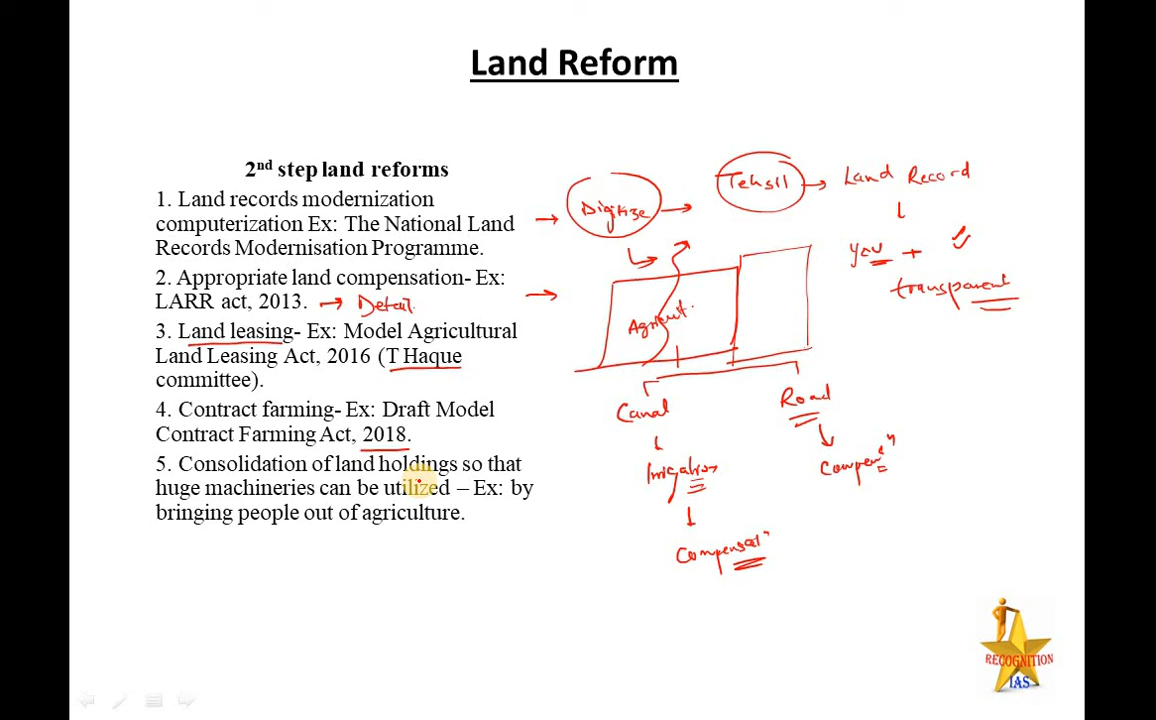 Land Reform
2nd step land reforms
1. Land records modernization
computerization Ex: The National Land
Records Modernisation Programme.
2. Appropriate land compensation- Ex:
LARR act, 2013. → Detail
3. Land leasing- Ex: Model Agricultural
Land Leasing Act, 2016 (T Haque
committee).
4. Contract farming- Ex: Draft Model
Contract Farming Act, 2018.
5. Consolidation of land holdings so that
huge machineries can be utilized – Ex: by
bringing people out of agriculture.
Digitize
Tehsil → Land Record
you +
transparent
Agricult.
Canal
Road
Irrigation
Compensat"
Compens"
RECOGNITION
IAS